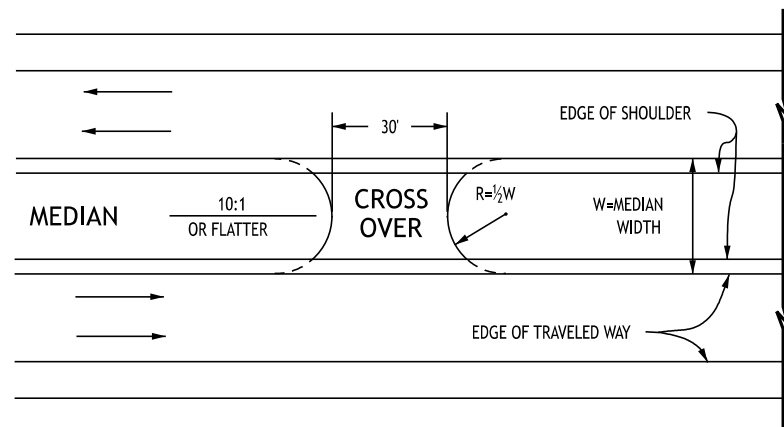 30'
EDGE OF SHOULDER
MEDIAN
10:1
OR FLATTER
CROSS
OVER
R=½W
W=MEDIAN
WIDTH
EDGE OF TRAVELED WAY